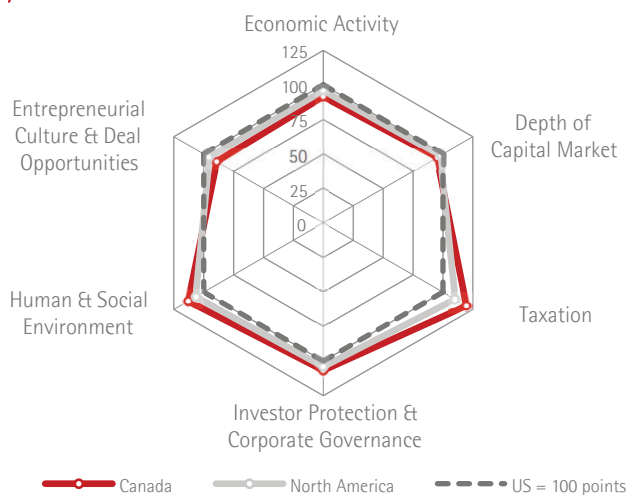 Economic Activity
125
100
75
50
25
0
Entrepreneurial
Culture & Deal
Opportunities
Depth of
Capital Market
Human & Social
Environment
Taxation
Investor Protection &
Corporate Governance
Canada
North America
US = 100 points